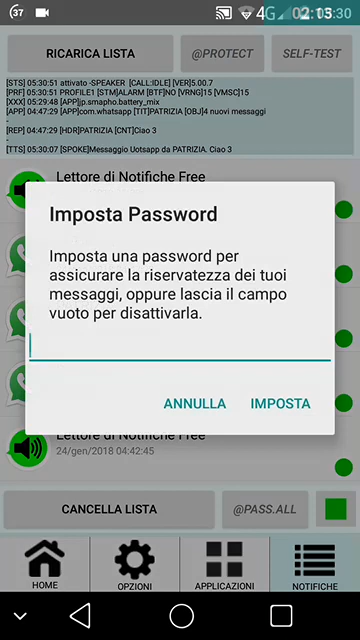 37
4G
05:30
RICARICA LISTA
@PROTECT
SELF-TEST
[STS] 05:30:51 attivato -SPEAKER [CALL:IDLE] [VER]5.00.7
[PRF] 05:30:51 PROFILE1 [STM]ALARM [BTF]NO [VRNG]15 [VMSC]15
[XXX] 05:29:48 [APP]jp.smapho.battery_mix
[APP] 04:47:29 [APP]com.whatsapp [TIT]PATRIZIA [OBJ]4 nuovi messaggi
-
[REP] 04:47:29 [HDR]PATRIZIA [CNT]Ciao 3
-
[TTS] 05:30:07 [SPOKE]Messaggio Uotsapp da PATRIZIA. Ciao 3
Lettore di Notifiche Free
Imposta Password
Imposta una password per
assicurare la riservatezza dei tuoi
messaggi, oppure lascia il campo
vuoto per disattivarla.
ANNULLA
IMPOSTA
Lettore di Notifiche Free
24/gen/2018 04:42:45
CANCELLA LISTA
@PASS.ALL
HOME
OPZIONI
APPLICAZIONI
NOTIFICHE